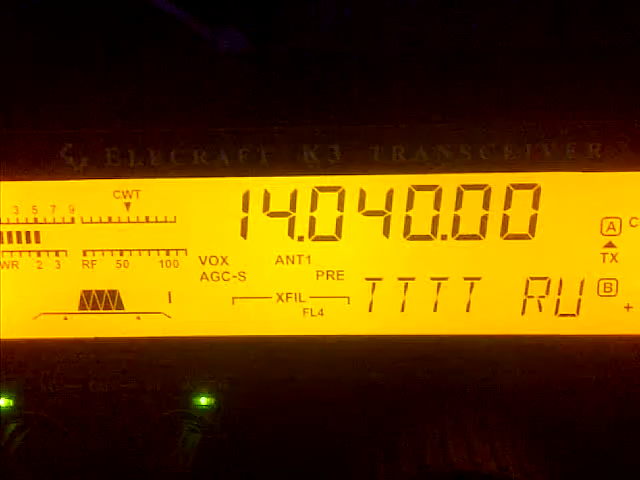 ELECRAFT K3 TRANSCEIVER
CWT
3 5 7 9
14.040.00
A C
WR 2 3 RF 50 100
VOX ANT1
TX
AGC-S PRE
XFIL
FL4
TTTT RU
B
+